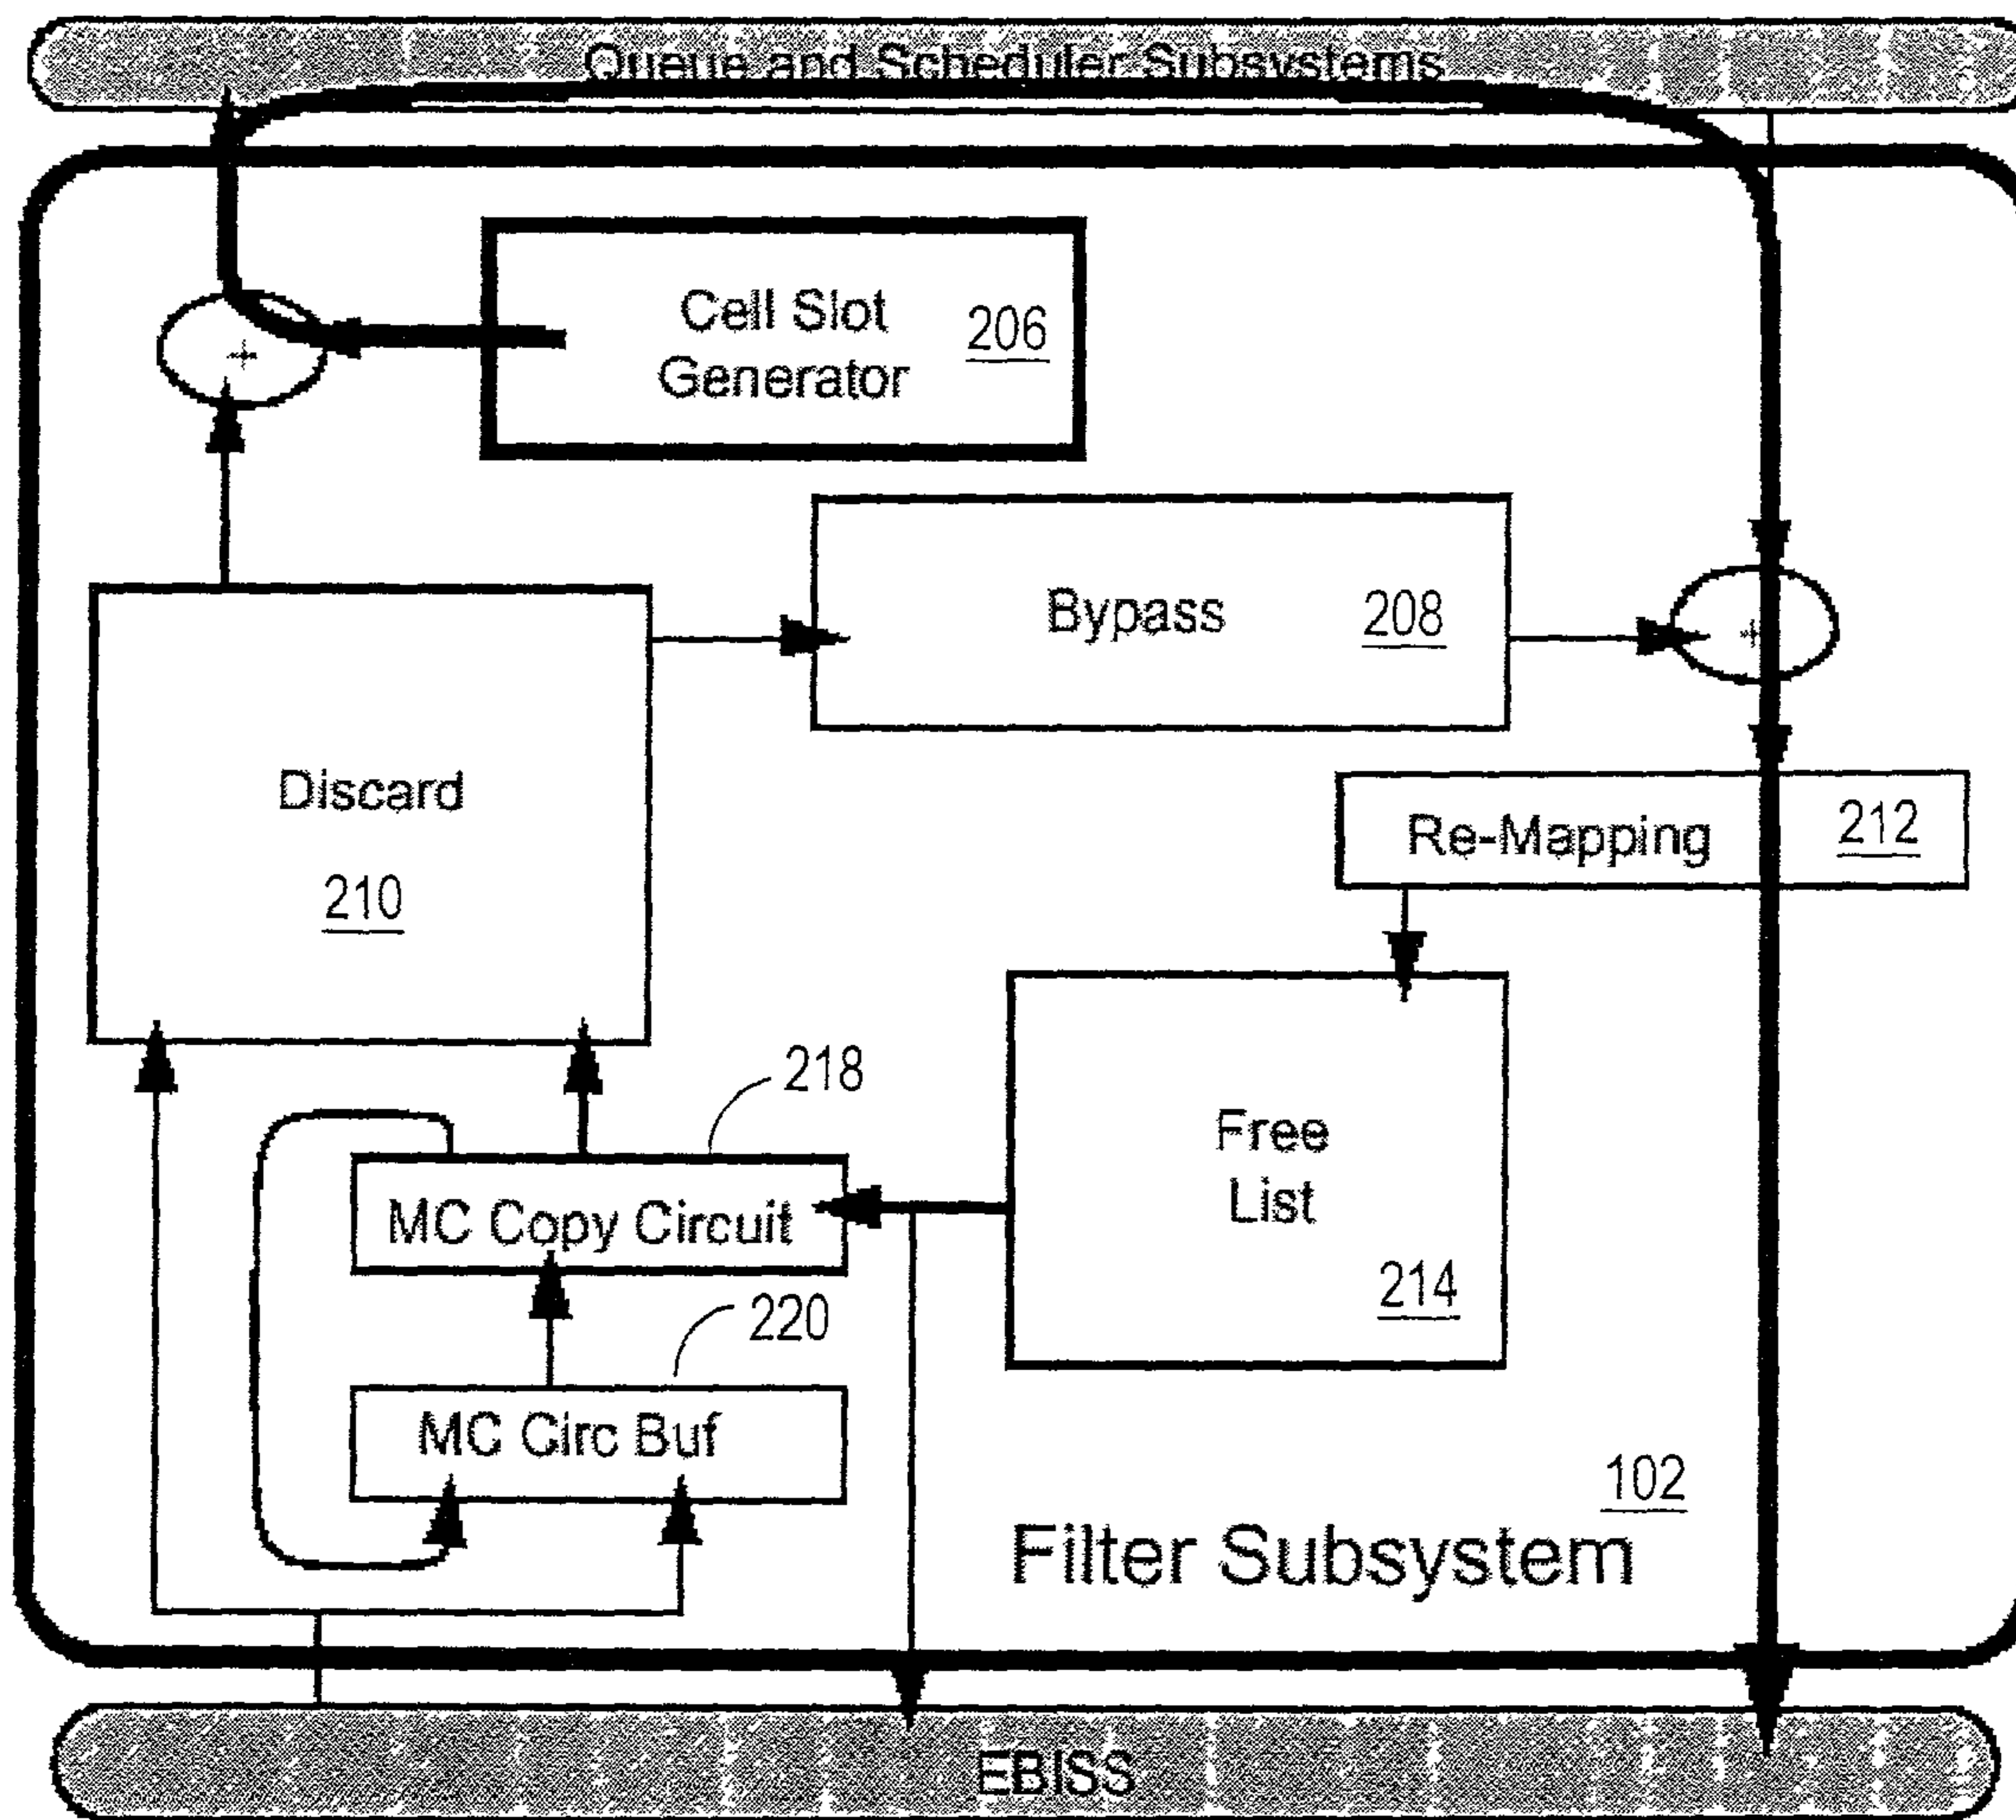 Queue and Scheduler Subsystems
Cell Slot
Generator
206
+
Bypass 208
+
Discard
210
Re-Mapping 212
218
Free
List
214
MC Copy Circuit
220
MC Circ Buf
102
Filter Subsystem
EBISS